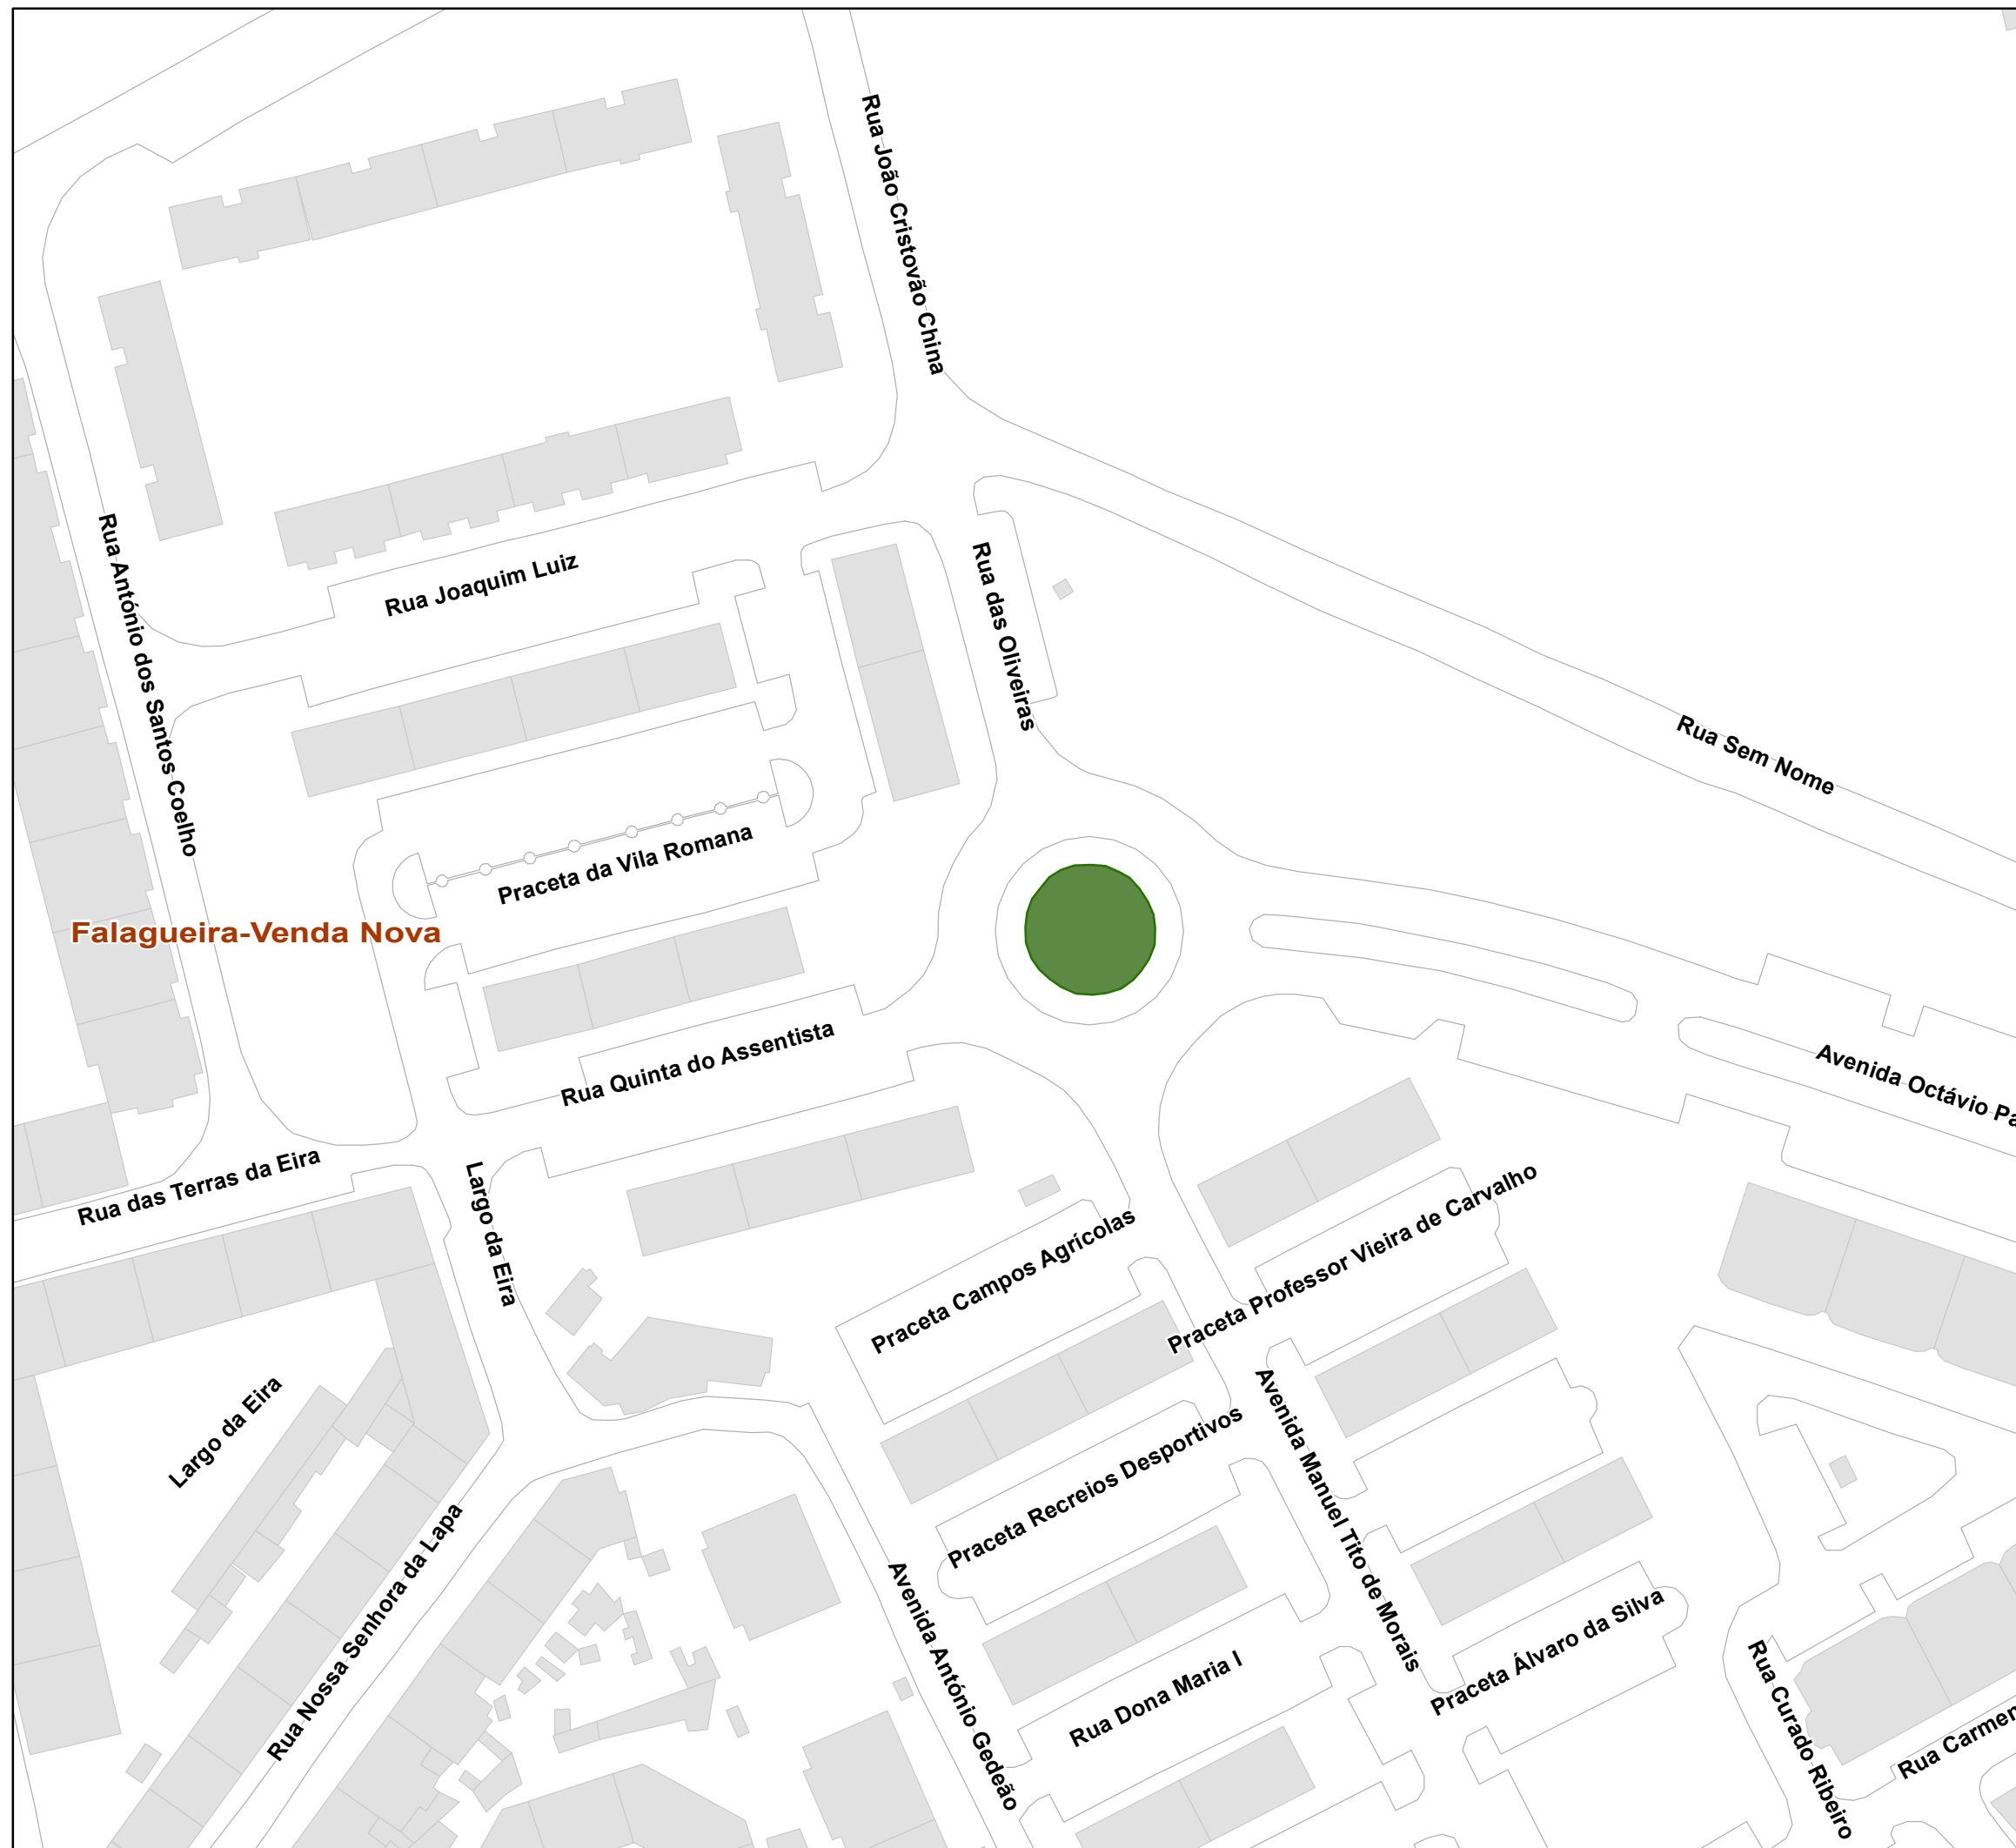 Rua João Cristovão China
Rua António dos Santos Coelho
Rua Joaquim Luiz
Rua das Oliveiras
Rua Sem Nome
Praceta da Vila Romana
Falagueira-Venda Nova
Rua Quinta do Assentista
Avenida Octávio Pa
Rua das Terras da Eira
Largo da Eira
Praceta Campos Agrícolas
Praceta Professor Vieira de Carvalho
Largo da Eira
Praceta Recreios Desportivos
Avenida Manuel Tito de Morais
Rua Nossa Senhora da Lapa
Avenida António Gedeão
Rua Dona Maria I
Praceta Álvaro da Silva
Rua Curado Ribeiro
Rua Carmen